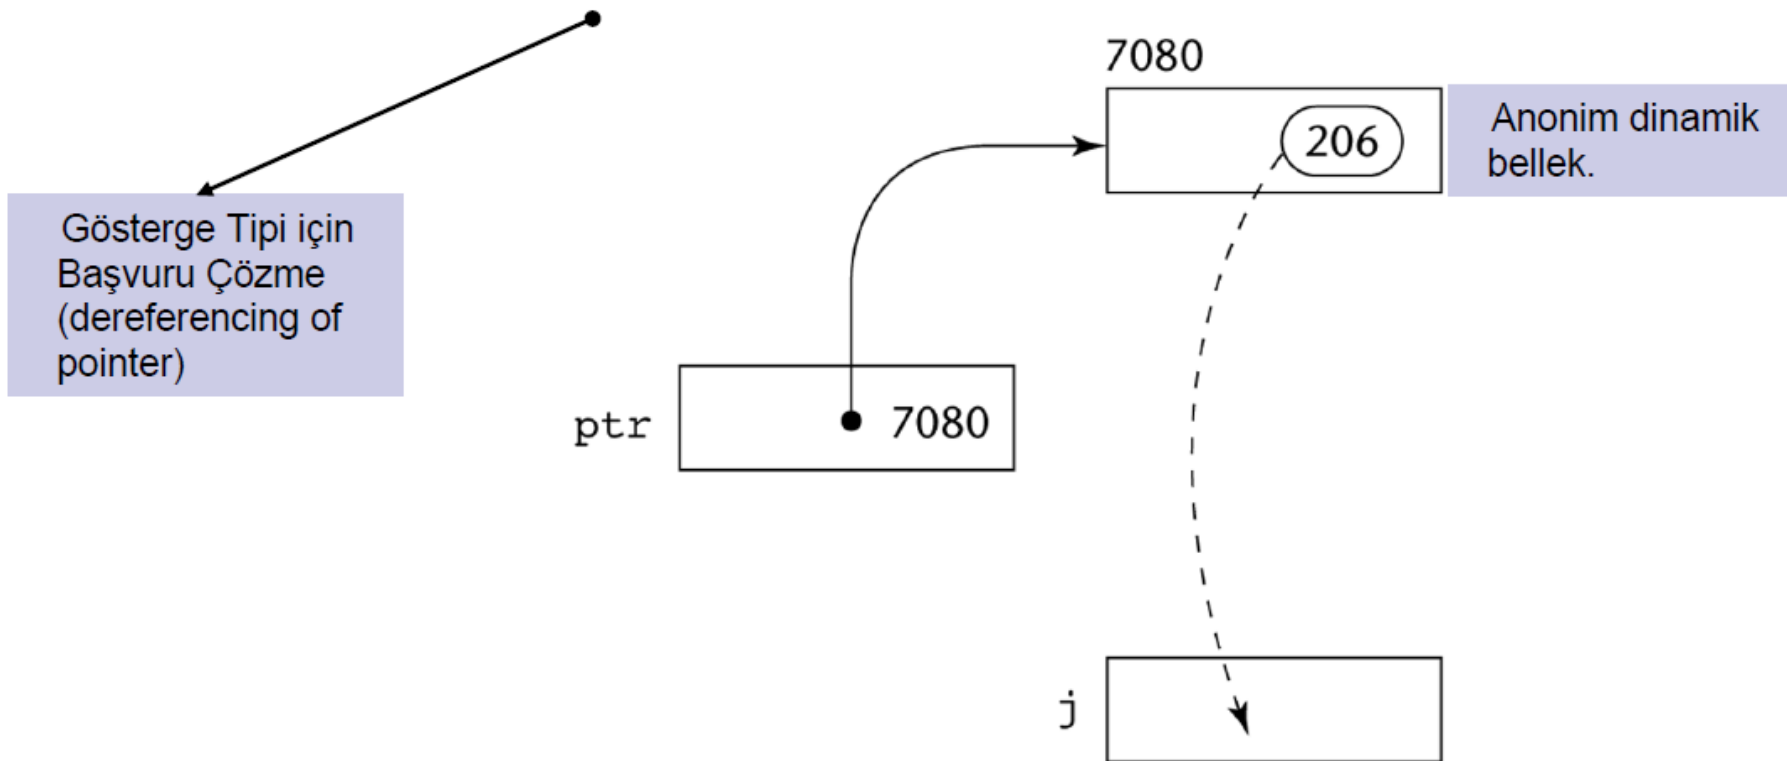 7080
206
Anonim dinamik
bellek.
Gösterge Tipi için
Başvuru Çözme
(dereferencing of
pointer)
ptr
7080
j